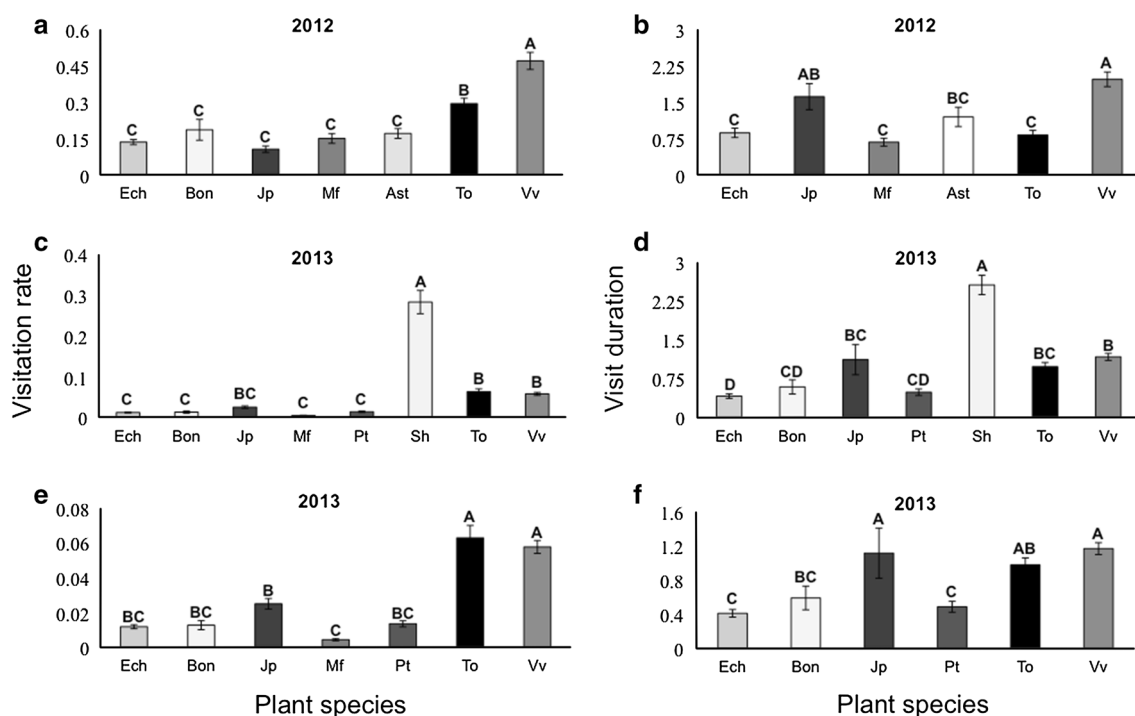 a
2012
0.6
0.45
0.3
0.15
0
C
C
C
C
C
B
A
Ech Bon Jp Mf Ast To Vv
b
2012
3
2.25
1.5
0.75
0
C
AB
C
BC
C
A
Ech Jp Mf Ast To Vv
c
2013
Visitation rate
0.4
0.3
0.2
0.1
0
C
C
BC
C
C
A
B
B
Ech Bon Jp Mf Pt Sh To Vv
d
2013
Visit duration
3
2.25
1.5
0.75
0
D
CD
BC
CD
A
BC
B
Ech Bon Jp Pt Sh To Vv
e
2013
0.08
0.06
0.04
0.02
0
BC
BC
B
C
BC
A
A
Ech Bon Jp Mf Pt To Vv
Plant species
f
2013
1.6
1.2
0.8
0.4
0
C
BC
A
C
AB
A
Ech Bon Jp Pt To Vv
Plant species